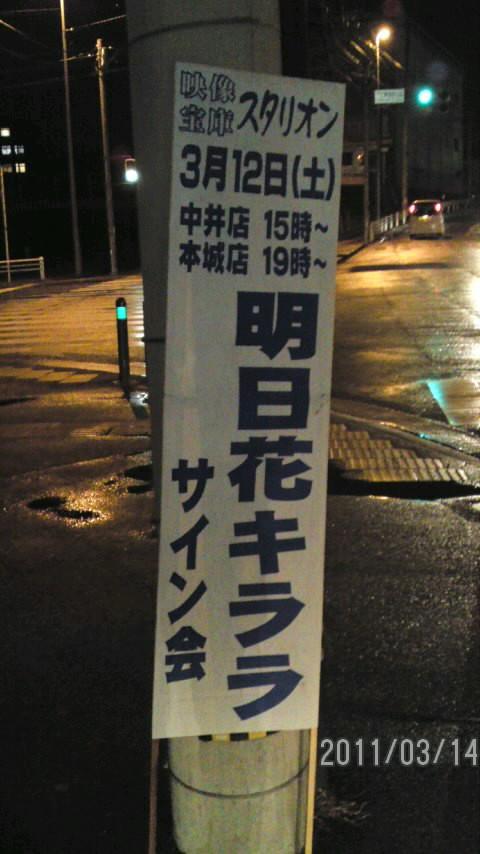 映像
宝庫 スタリオン
3月12日(土)
中井店 15時~
本城店 19時~
明日花キララ
サイン会
2011/03/14